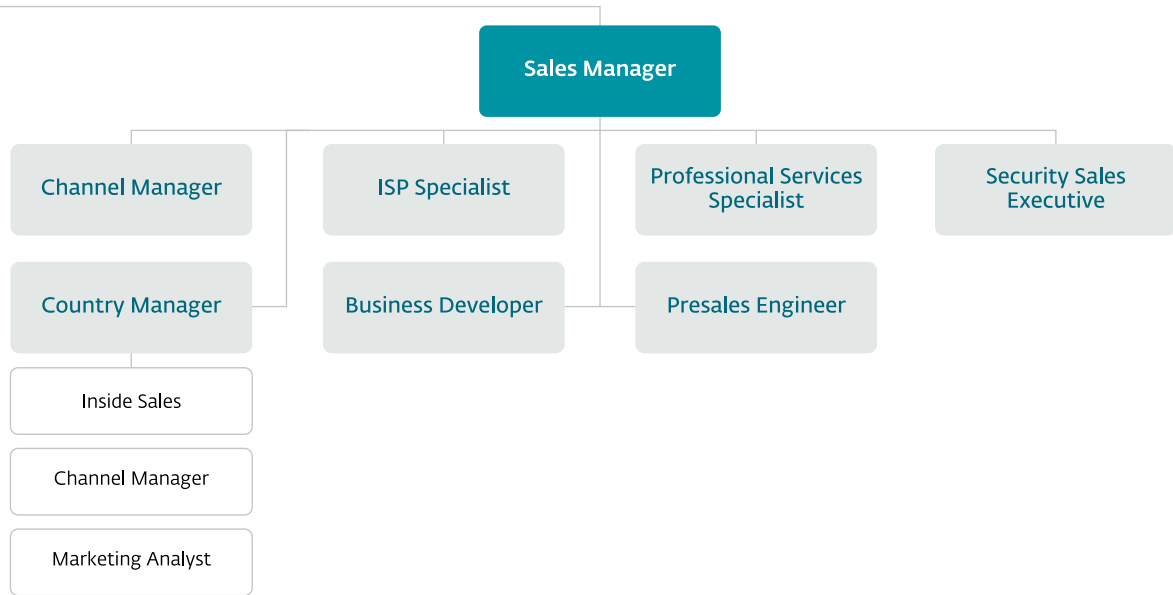 Sales Manager
Channel Manager
ISP Specialist
Professional Services
Specialist
Security Sales
Executive
Country Manager
Business Developer
Presales Engineer
Inside Sales
Channel Manager
Marketing Analyst